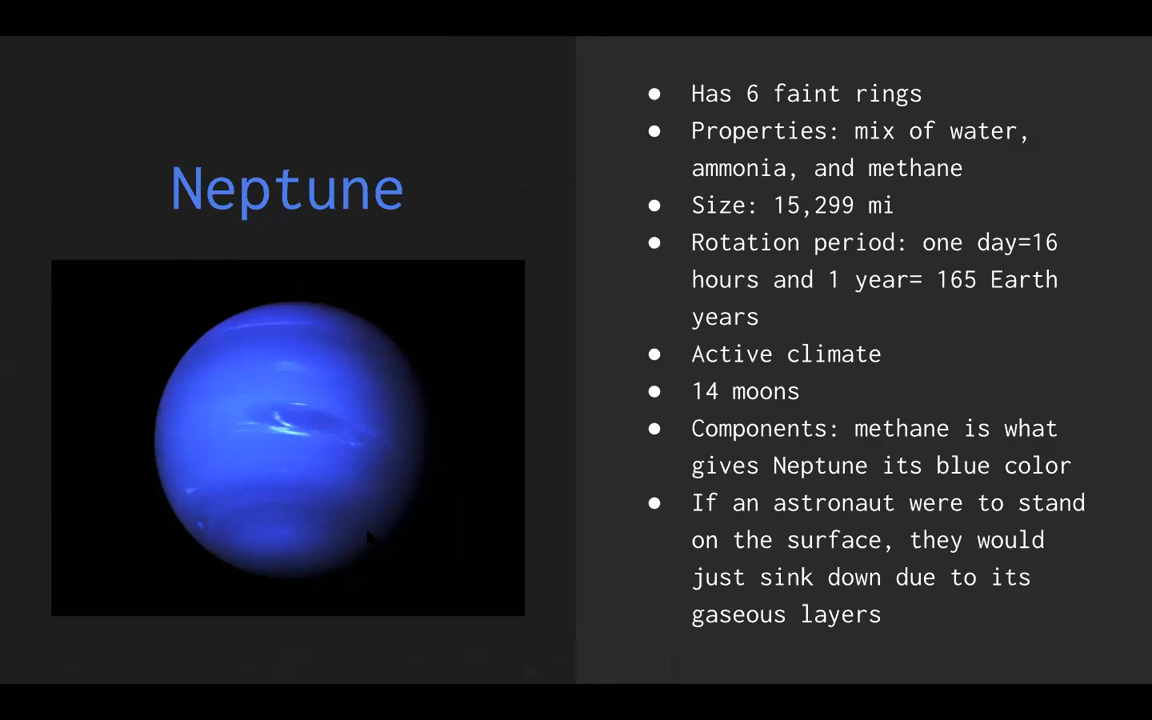 Neptune
● Has 6 faint rings
● Properties: mix of water,
ammonia, and methane
● Size: 15,299 mi
● Rotation period: one day=16
hours and 1 year= 165 Earth
years
● Active climate
● 14 moons
● Components: methane is what
gives Neptune its blue color
● If an astronaut were to stand
on the surface, they would
just sink down due to its
gaseous layers